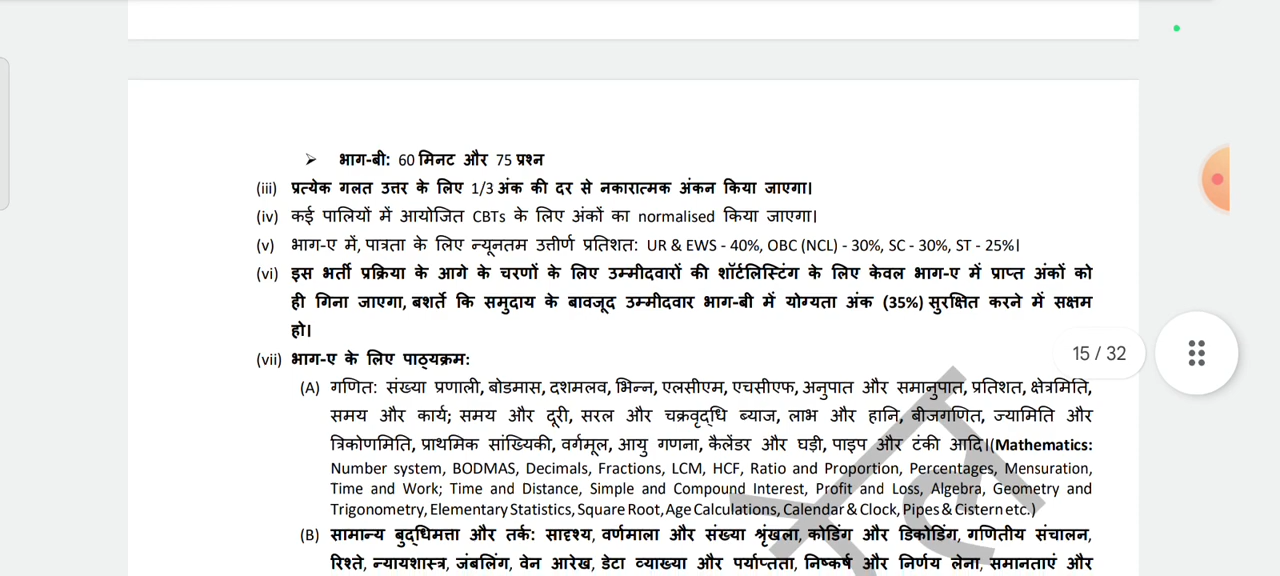 ➢ भाग-बी: 60 मिनट और 75 प्रश्न
(iii) प्रत्येक गलत उत्तर के लिए 1/3 अंक की दर से नकारात्मक अंकन किया जाएगा।
(iv) कई पालियों में आयोजित CBTs के लिए अंकों का normalised किया जाएगा।
(v) भाग-ए में, पात्रता के लिए न्यूनतम उत्तीर्ण प्रतिशत: UR & EWS - 40%, OBC (NCL) - 30%, SC - 30%, ST - 25%।
(vi) इस भर्ती प्रक्रिया के आगे के चरणों के लिए उम्मीदवारों की शॉर्टलिस्टिंग के लिए केवल भाग-ए में प्राप्त अंकों को
ही गिना जाएगा, बशर्ते कि समुदाय के बावजूद उम्मीदवार भाग-बी में योग्यता अंक (35%) सुरक्षित करने में सक्षम
हो।
15 / 32
(vii) भाग-ए के लिए पाठ्यक्रम:
(A) गणित: संख्या प्रणाली, बोडमास, दशमलव, भिन्न, एलसीएम, एचसीएफ, अनुपात और समानुपात, प्रतिशत, क्षेत्रमिति,
समय और कार्य; समय और दूरी, सरल और चक्रवृद्धि ब्याज, लाभ और हानि, बीजगणित, ज्यामिति और
त्रिकोणमिति, प्राथमिक सांख्यिकी, वर्गमूल, आयु गणना, कैलेंडर और घड़ी, पाइप और टंकी आदि।(Mathematics:
Number system, BODMAS, Decimals, Fractions, LCM, HCF, Ratio and Proportion, Percentages, Mensuration,
Time and Work; Time and Distance, Simple and Compound Interest, Profit and Loss, Algebra, Geometry and
Trigonometry, Elementary Statistics, Square Root, Age Calculations, Calendar & Clock, Pipes & Cistern etc.)
(B) सामान्य बुद्धिमत्ता और तर्क: सादृश्य, वर्णमाला और संख्या श्रृंखला, कोडिंग और डिकोडिंग, गणितीय संचालन,
रिश्ते, न्यायशास्त्र, जंबलिंग, वेन आरेख, डेटा व्याख्या और पर्याप्तता, निष्कर्ष और निर्णय लेना, समानताएं और